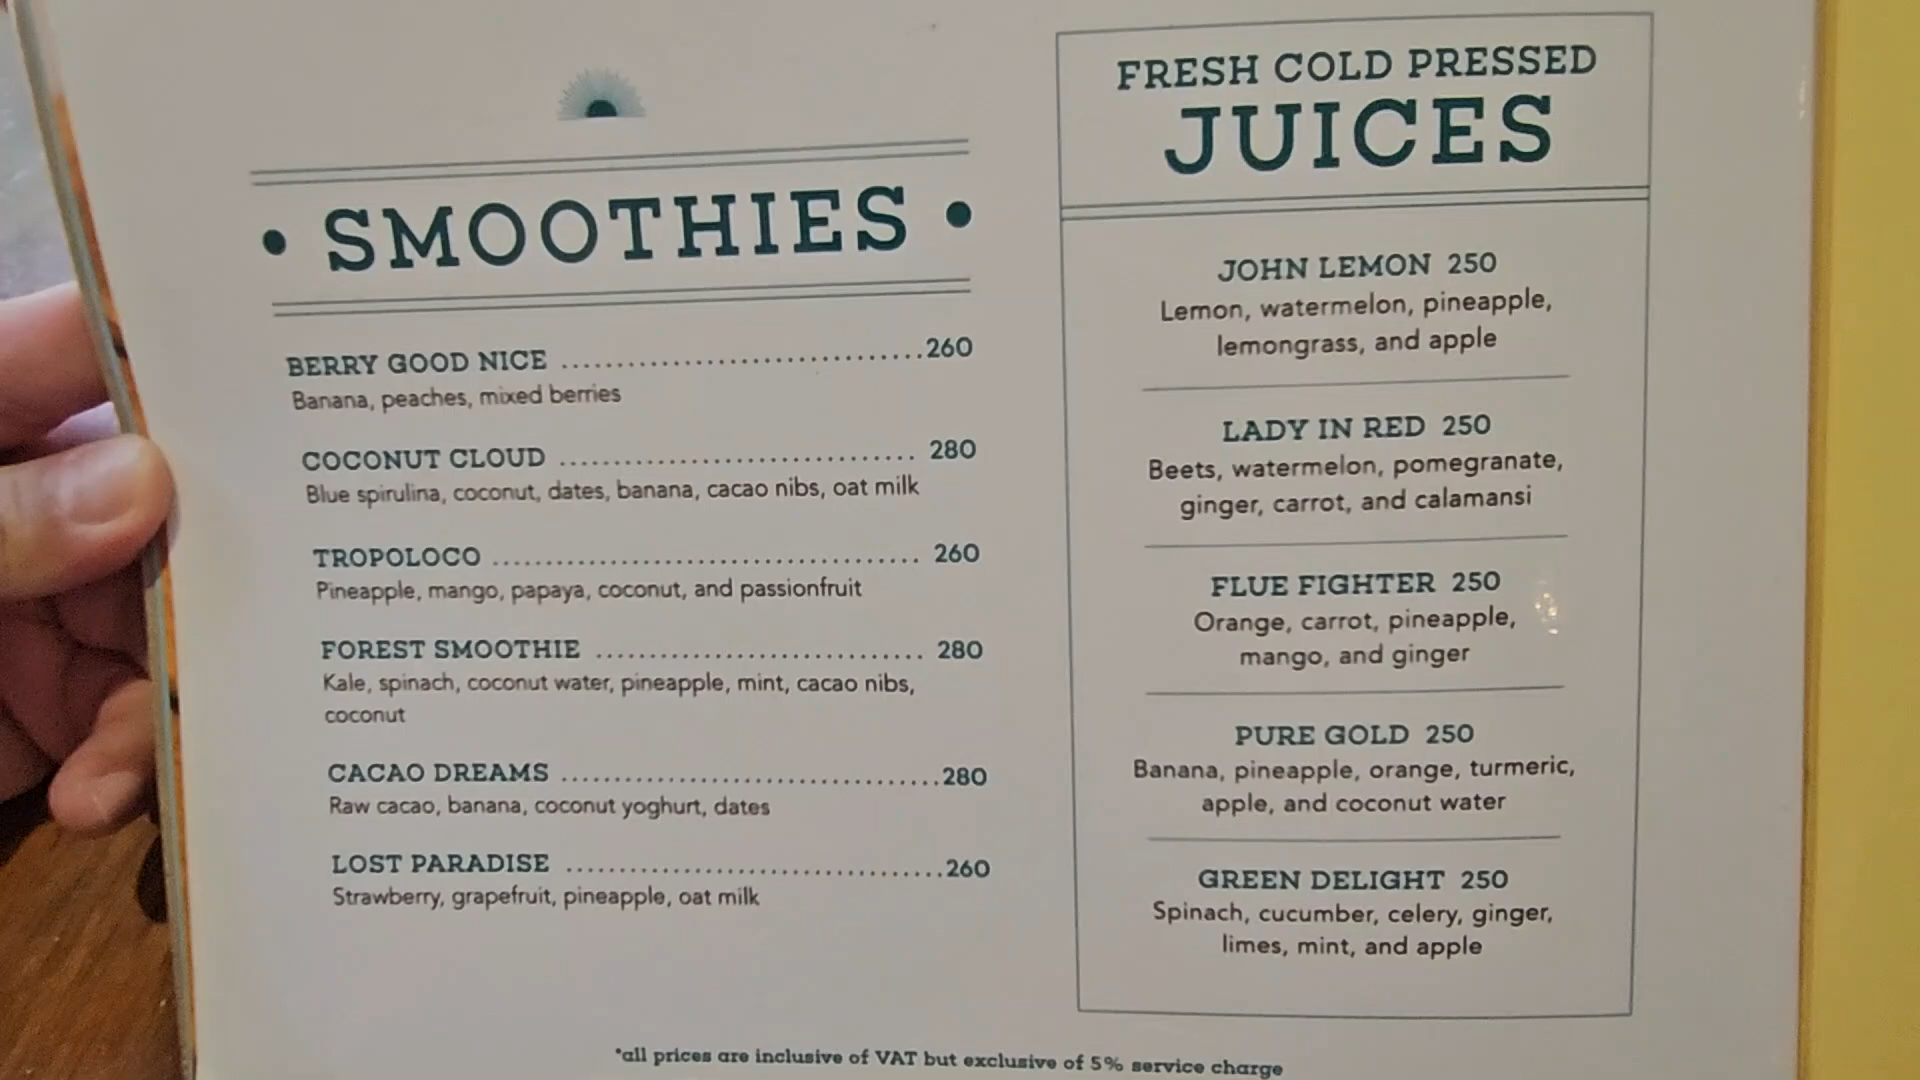 • SMOOTHIES •
BERRY GOOD NICE ................................260
Banana, peaches, mixed berries
COCONUT CLOUD ................................ 280
Blue spirulina, coconut, dates, banana, cacao nibs, oat milk
TROPOLOCO ...................................... 260
Pineapple, mango, papaya, coconut, and passionfruit
FOREST SMOOTHIE ............................. 280
Kale, spinach, coconut water, pineapple, mint, cacao nibs,
coconut
CACAO DREAMS ..................................280
Raw cacao, banana, coconut yoghurt, dates
LOST PARADISE ..................................260
Strawberry, grapefruit, pineapple, oat milk
FRESH COLD PRESSED
JUICES
JOHN LEMON 250
Lemon, watermelon, pineapple,
lemongrass, and apple
LADY IN RED 250
Beets, watermelon, pomegranate,
ginger, carrot, and calamansi
FLUE FIGHTER 250
Orange, carrot, pineapple,
mango, and ginger
PURE GOLD 250
Banana, pineapple, orange, turmeric,
apple, and coconut water
GREEN DELIGHT 250
Spinach, cucumber, celery, ginger,
limes, mint, and apple
*all prices are inclusive of VAT but exclusive of 5% service charge